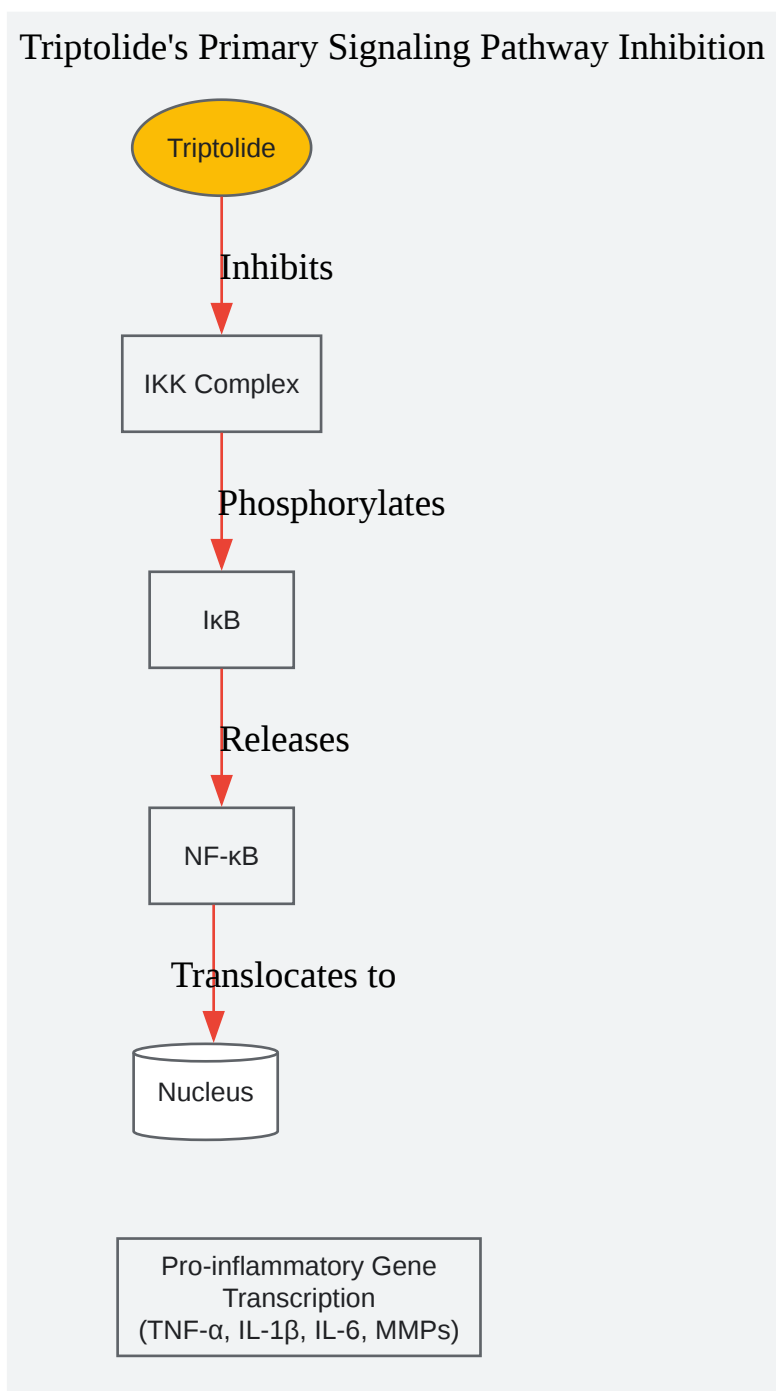 Triptolide's Primary Signaling Pathway Inhibition
Triptolide
Inhibits
IKK Complex
Phosphorylates
IκB
Releases
NF-κB
Translocates to
Nucleus
Pro-inflammatory Gene
Transcription
(TNF-α, IL-1β, IL-6, MMPs)